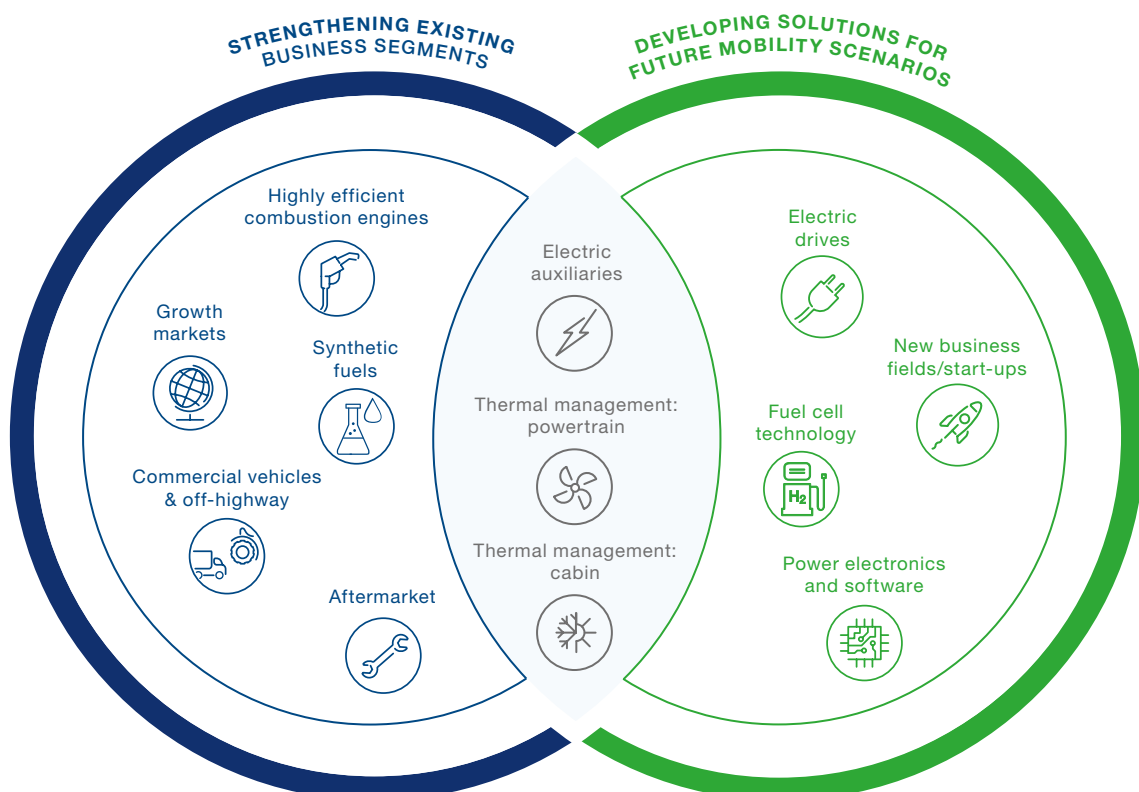 STRENGTHENING EXISTING
BUSINESS SEGMENTS
DEVELOPING SOLUTIONS FOR
FUTURE MOBILITY SCENARIOS
Highly efficient
combustion engines
Growth
markets
Synthetic
fuels
Commercial vehicles
& off-highway
Aftermarket
Electric
auxiliaries
Thermal management:
powertrain
Thermal management:
cabin
Electric
drives
New business
fields/start-ups
Fuel cell
technology
H2
Power electronics
and software